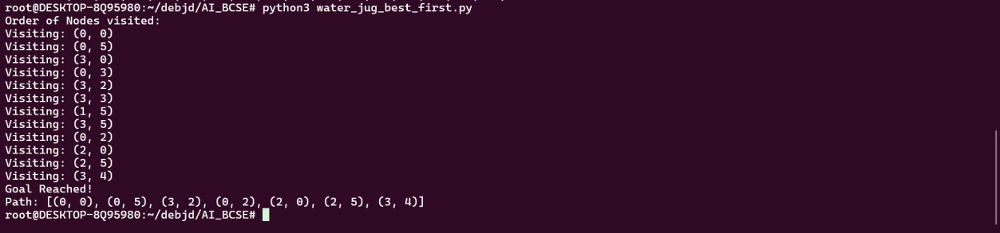 root@DESKTOP-8Q95980:~/debjd/AI_BCSE# python3 water_jug_best_first.py
Order of Nodes visited:
Visiting: (0, 0)
Visiting: (0, 5)
Visiting: (3, 0)
Visiting: (0, 3)
Visiting: (3, 2)
Visiting: (3, 3)
Visiting: (1, 5)
Visiting: (3, 5)
Visiting: (0, 2)
Visiting: (2, 0)
Visiting: (2, 5)
Visiting: (3, 4)
Goal Reached!
Path: [(0, 0), (0, 5), (3, 2), (0, 2), (2, 0), (2, 5), (3, 4)]
root@DESKTOP-8Q95980:~/debjd/AI_BCSE#